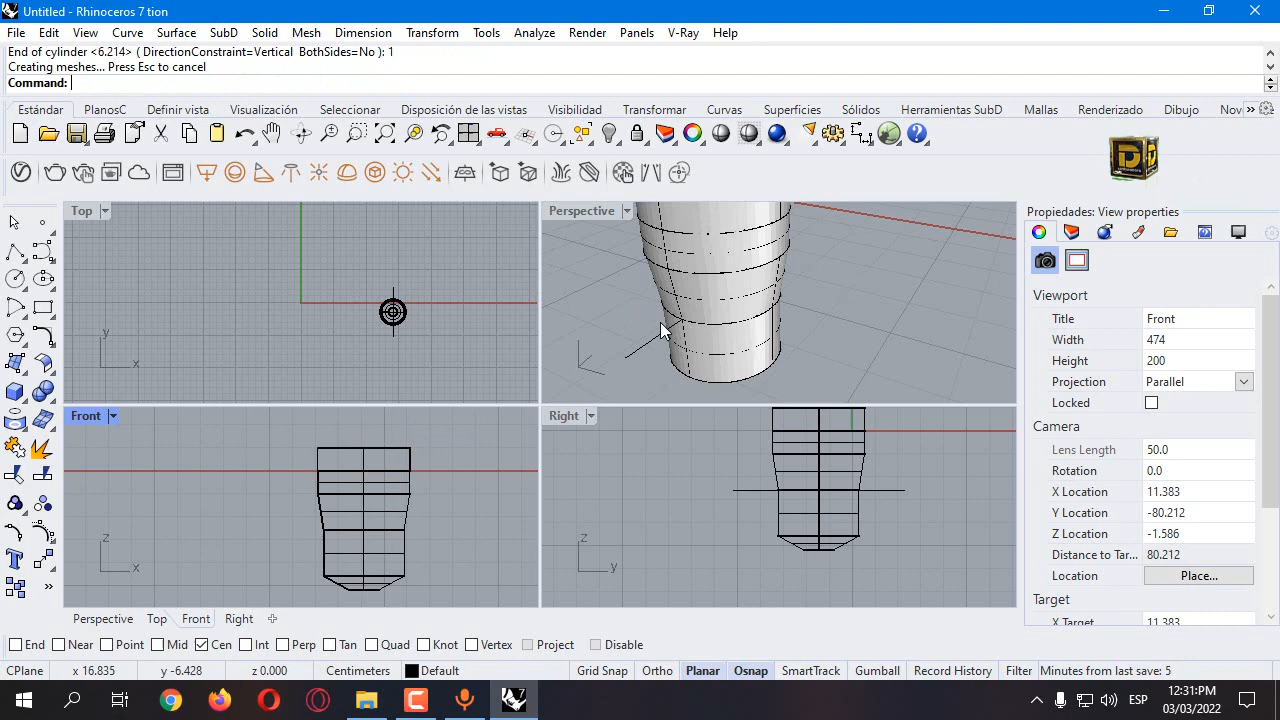 Untitled - Rhinoceros 7 tion
File Edit View Curve Surface SubD Solid Mesh Dimension Transform Tools Analyze Render Panels V-Ray Help
End of cylinder <6.214> ( DirectionConstraint=Vertical BothSides=No ): 1
Creating meshes... Press Esc to cancel
Command:
Estándar PlanosC Definir vista Visualización Seleccionar Disposición de las vistas Visibilidad Transformar Curvas Superficies Sólidos Herramientas SubD Mallas Renderizado Dibujo Nov
Top
Perspective
Propiedades: View properties
Viewport
Title Front
Width 474
Height 200
Projection Parallel
Locked
Camera
Lens Length 50.0
Rotation 0.0
X Location 11.383
Y Location -80.212
Z Location -1.586
Distance to Tar... 80.212
Location Place...
Target
X Target 11.383
y
x
Front
Right
z
x
z
y
Perspective Top Front Right
End Near Point Mid Cen Int Perp Tan Quad Knot Vertex Project Disable
CPlane x 16.835 y -6.428 z 0.000 Centimeters Default Grid Snap Ortho Planar Osnap SmartTrack Gumball Record History Filter Minutes from last save: 5
ESP
12:31:PM
03/03/2022